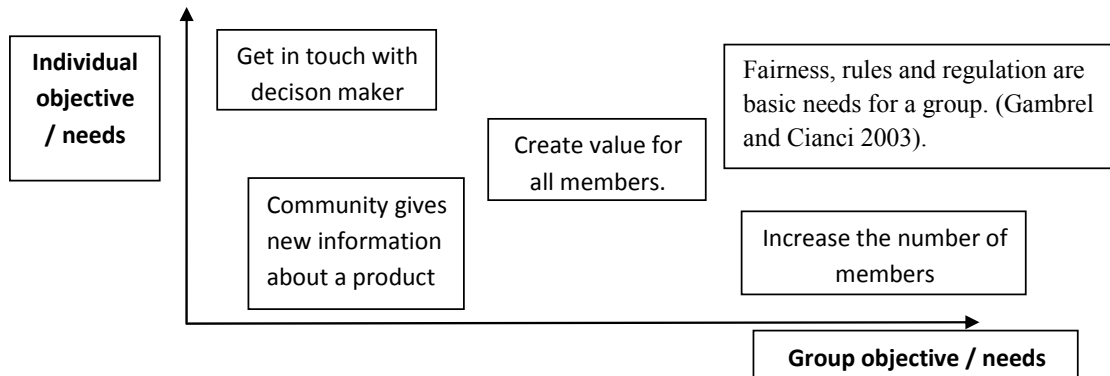 Individual
objective
/ needs
Get in touch with
decison maker
Fairness, rules and regulation are
basic needs for a group. (Gambrel
and Cianci 2003).
Create value for
all members.
Community gives
new information
about a product
Increase the number of
members
Group objective / needs